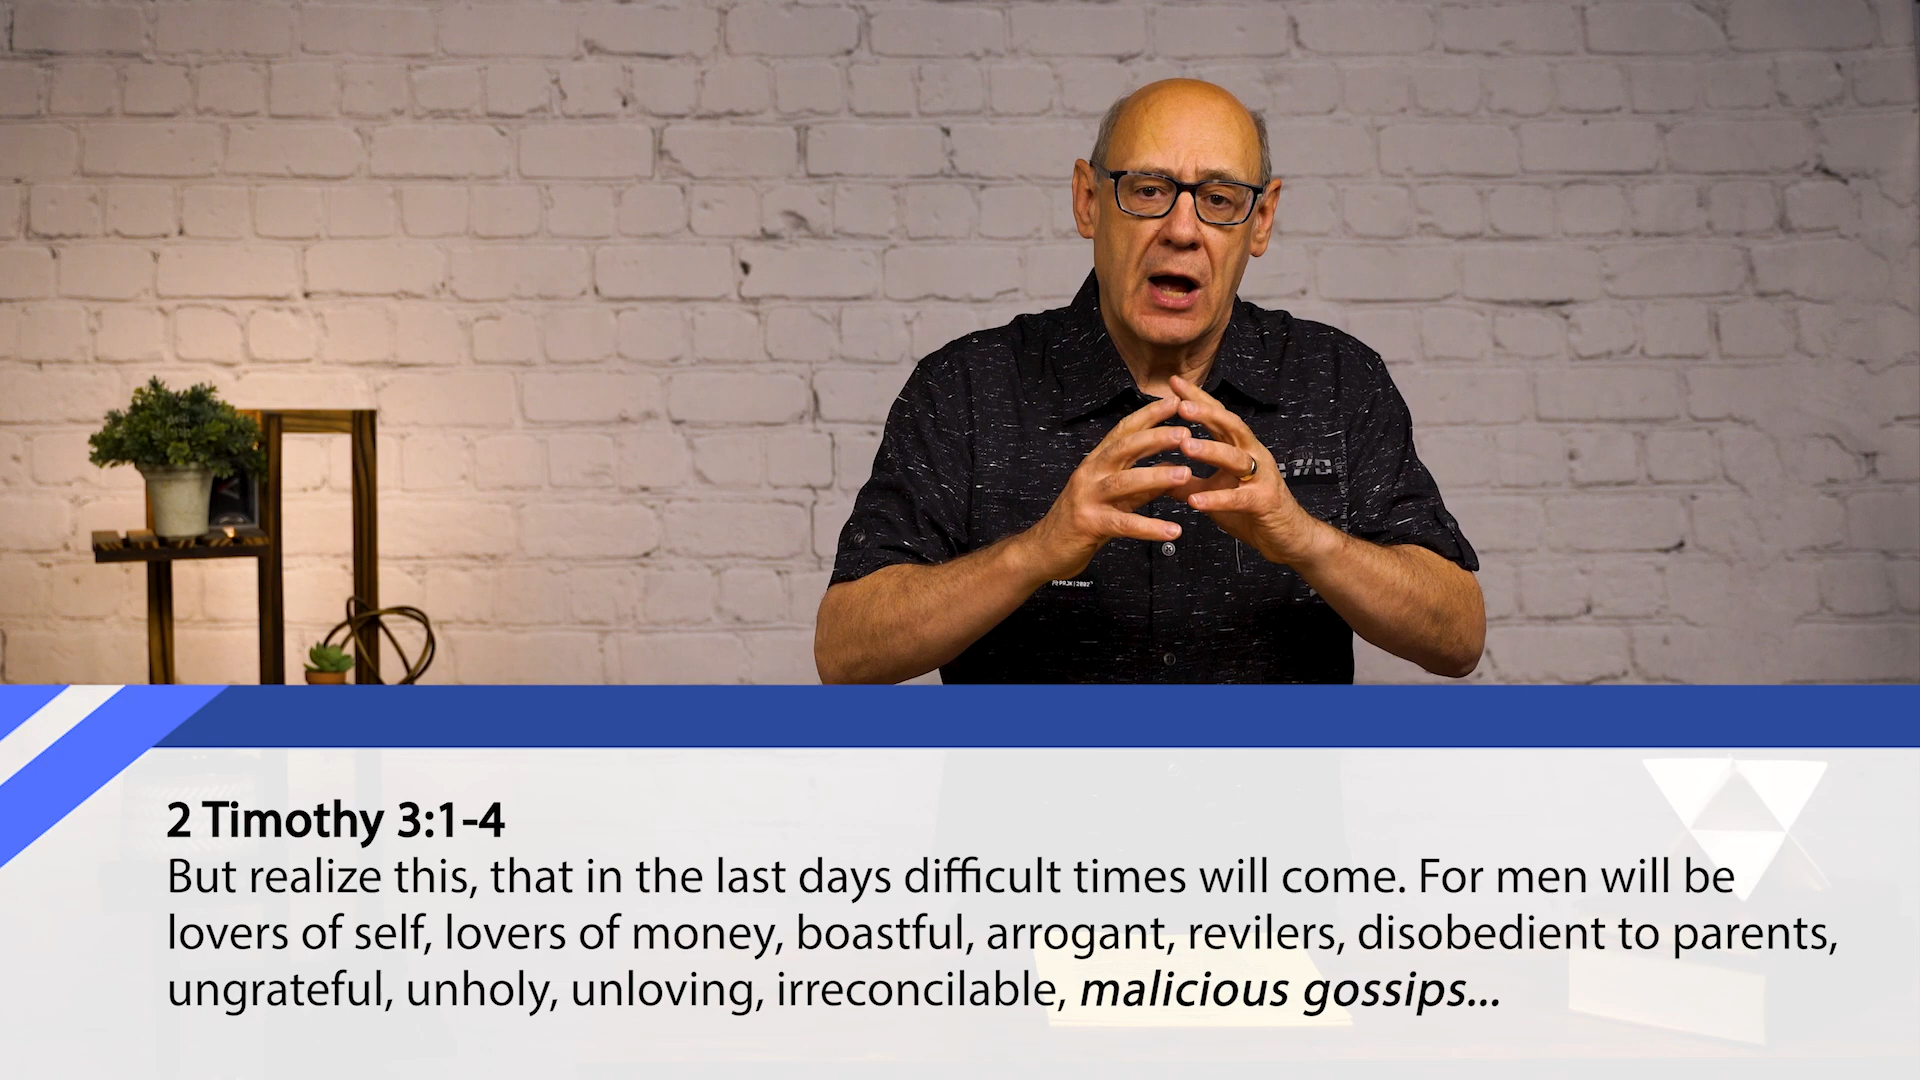 PRJK | 2892
2 Timothy 3:1-4
But realize this, that in the last days difficult times will come. For men will be
lovers of self, lovers of money, boastful, arrogant, revilers, disobedient to parents,
ungrateful, unholy, unloving, irreconcilable, malicious gossips...